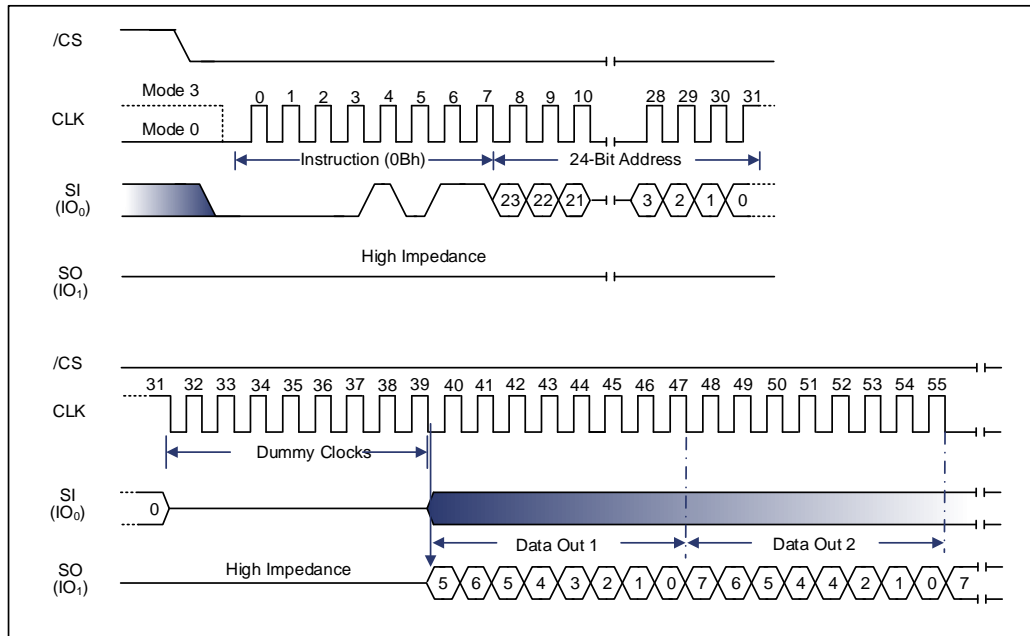 /CS
Mode 3
CLK
Mode 0
0 1 2 3 4 5 6 7 8 9 10 28 29 30 31
Instruction (0Bh) 24-Bit Address
SI
(IO₀)
23 22 21 3 2 1 0
High Impedance
SO
(IO₁)
/CS
31 32 33 34 35 36 37 38 39 40 41 42 43 44 45 46 47 48 49 50 51 52 53 54 55
CLK
Dummy Clocks
SI
(IO₀)
0
Data Out 1 Data Out 2
High Impedance
SO
(IO₁)
5 6 5 4 3 2 1 0 7 6 5 4 4 2 1 0 7